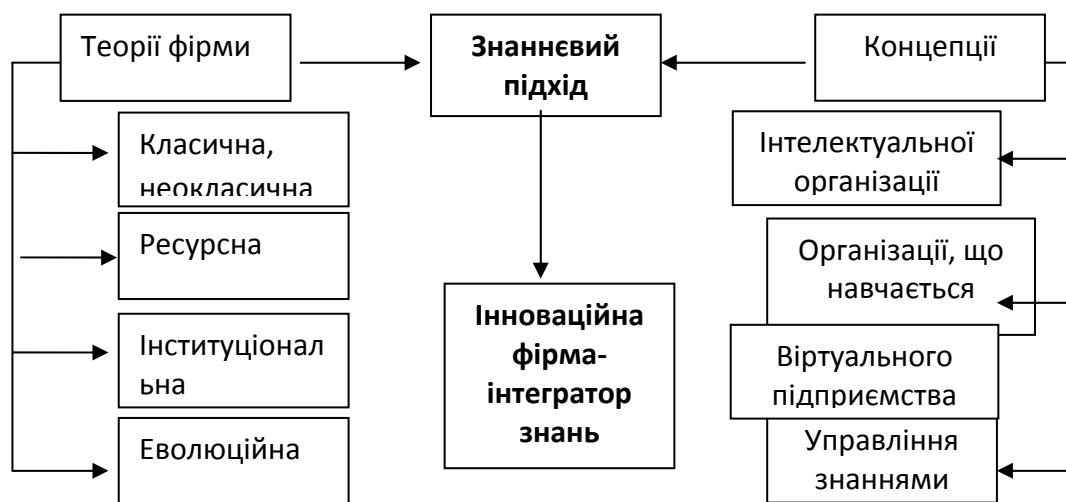 Теорії фірми
Класична,
неокласична
Ресурсна
Інституціонал
ьна
Еволюційна
Знаннєвий
підхід
Інноваційна
фірма-
інтегратор
знань
Концепції
Інтелектуальної
організації
Організації, що
навчається
Віртуального
підприємства
Управління
знаннями